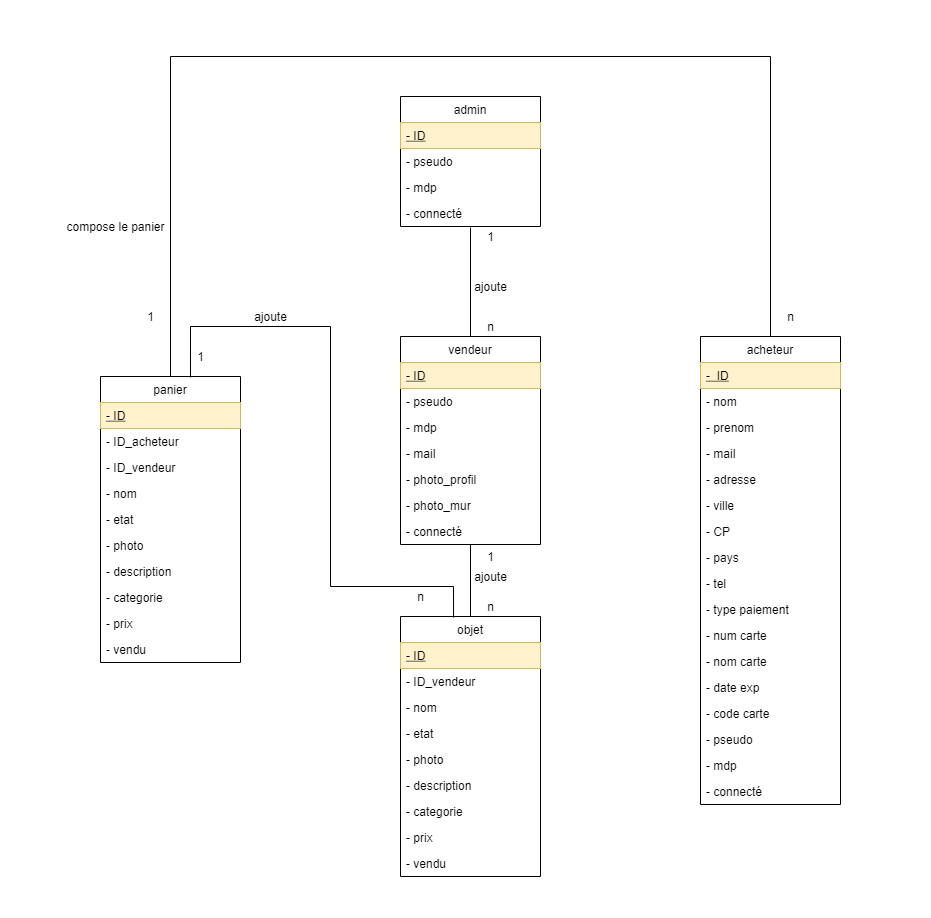 admin
- ID
- pseudo
- mdp
- connecté
1
compose le panier
ajoute
1
ajoute
n
n
1
vendeur
- ID
- pseudo
- mdp
- mail
- photo_profil
- photo_mur
- connecté
acheteur
- ID
- nom
- prenom
- mail
- adresse
- ville
- CP
- pays
- tel
- type paiement
- num carte
- nom carte
- date exp
- code carte
- pseudo
- mdp
- connecté
panier
- ID
- ID_acheteur
- ID_vendeur
- nom
- etat
- photo
- description
- categorie
- prix
- vendu
1
ajoute
n
n
objet
- ID
- ID_vendeur
- nom
- etat
- photo
- description
- categorie
- prix
- vendu